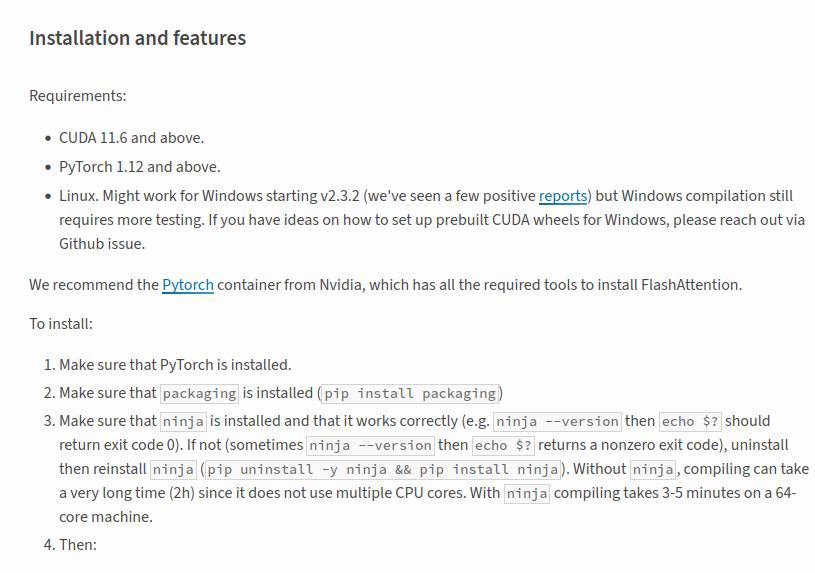 Installation and features
Requirements:
• CUDA 11.6 and above.
• PyTorch 1.12 and above.
• Linux. Might work for Windows starting v2.3.2 (we've seen a few positive reports) but Windows compilation still
requires more testing. If you have ideas on how to set up prebuilt CUDA wheels for Windows, please reach out via
Github issue.
We recommend the Pytorch container from Nvidia, which has all the required tools to install FlashAttention.
To install:
1. Make sure that PyTorch is installed.
2. Make sure that packaging is installed (pip install packaging)
3. Make sure that ninja is installed and that it works correctly (e.g. ninja --version then echo $? should
return exit code 0). If not (sometimes ninja --version then echo $? returns a nonzero exit code), uninstall
then reinstall ninja (pip uninstall -y ninja && pip install ninja). Without ninja, compiling can take
a very long time (2h) since it does not use multiple CPU cores. With ninja compiling takes 3-5 minutes on a 64-
core machine.
4. Then: